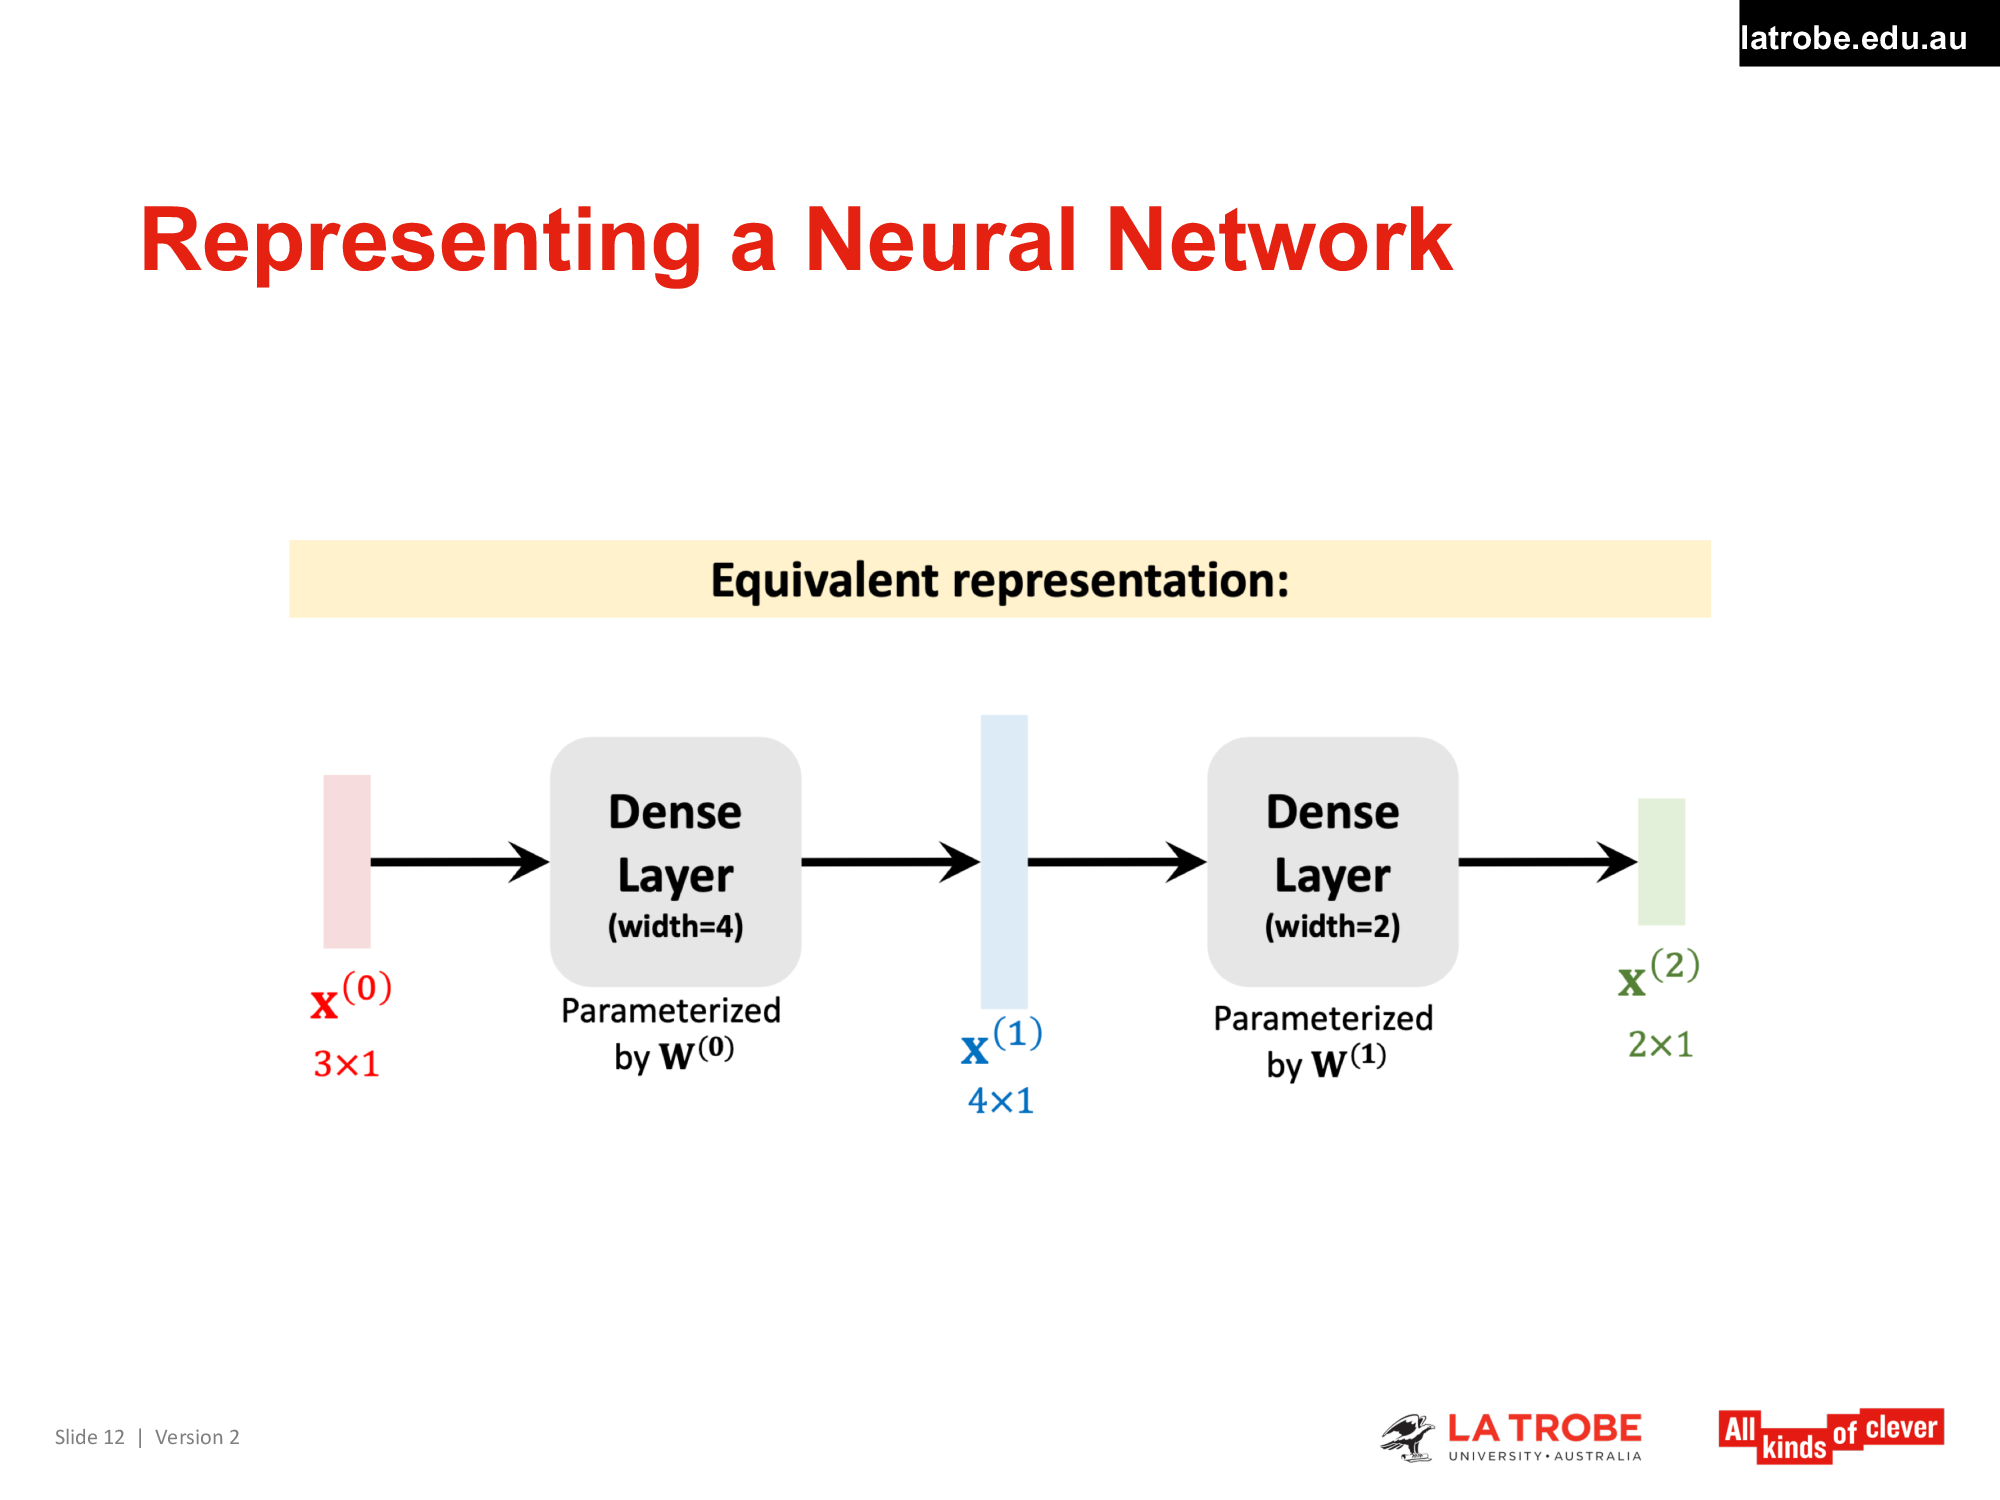 latrobe.edu.au
Representing a Neural Network
Equivalent representation:
Dense
Layer
(width=4)
Parameterized
by W⁽⁰⁾
Dense
Layer
(width=2)
Parameterized
by W⁽¹⁾
x⁽⁰⁾
3×1
x⁽¹⁾
4×1
x⁽²⁾
2×1
Slide 12 | Version 2
LA TROBE
UNIVERSITY • AUSTRALIA
All kinds of clever